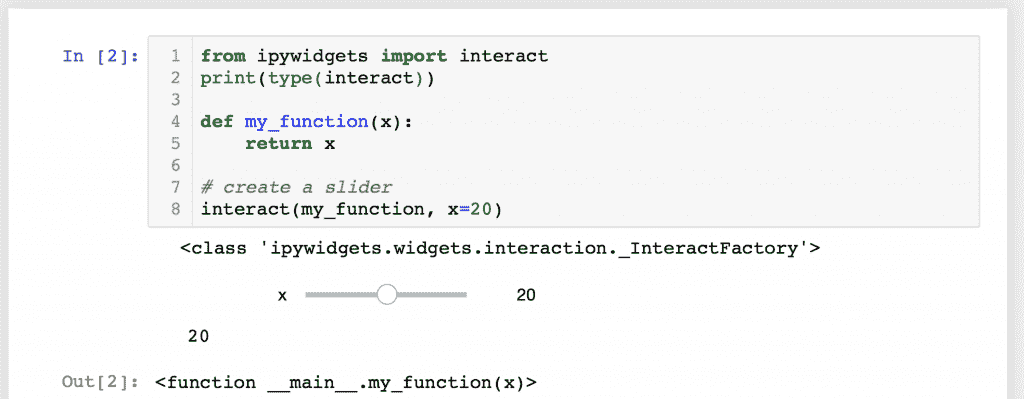 In [2]:
1 from ipywidgets import interact
2 print(type(interact))
3
4 def my_function(x):
5     return x
6
7 # create a slider
8 interact(my_function, x=20)
<class 'ipywidgets.widgets.interaction._InteractFactory'>
x 20
20
Out[2]: <function __main__.my_function(x)>